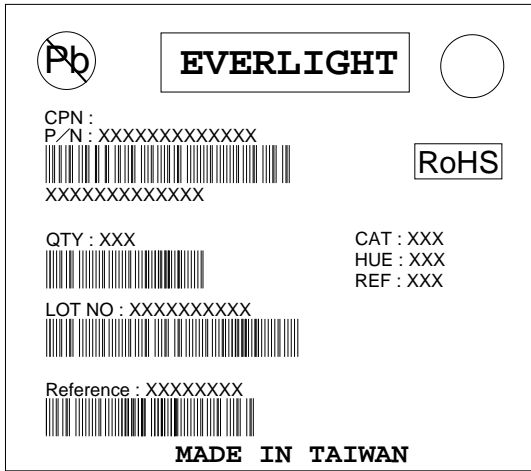 Pb
EVERLIGHT
CPN :
P/N : XXXXXXXXXXXXX
RoHS
XXXXXXXXXXXXX
QTY : XXX
CAT : XXX
HUE : XXX
REF : XXX
LOT NO : XXXXXXXXXX
Reference : XXXXXXXX
MADE IN TAIWAN